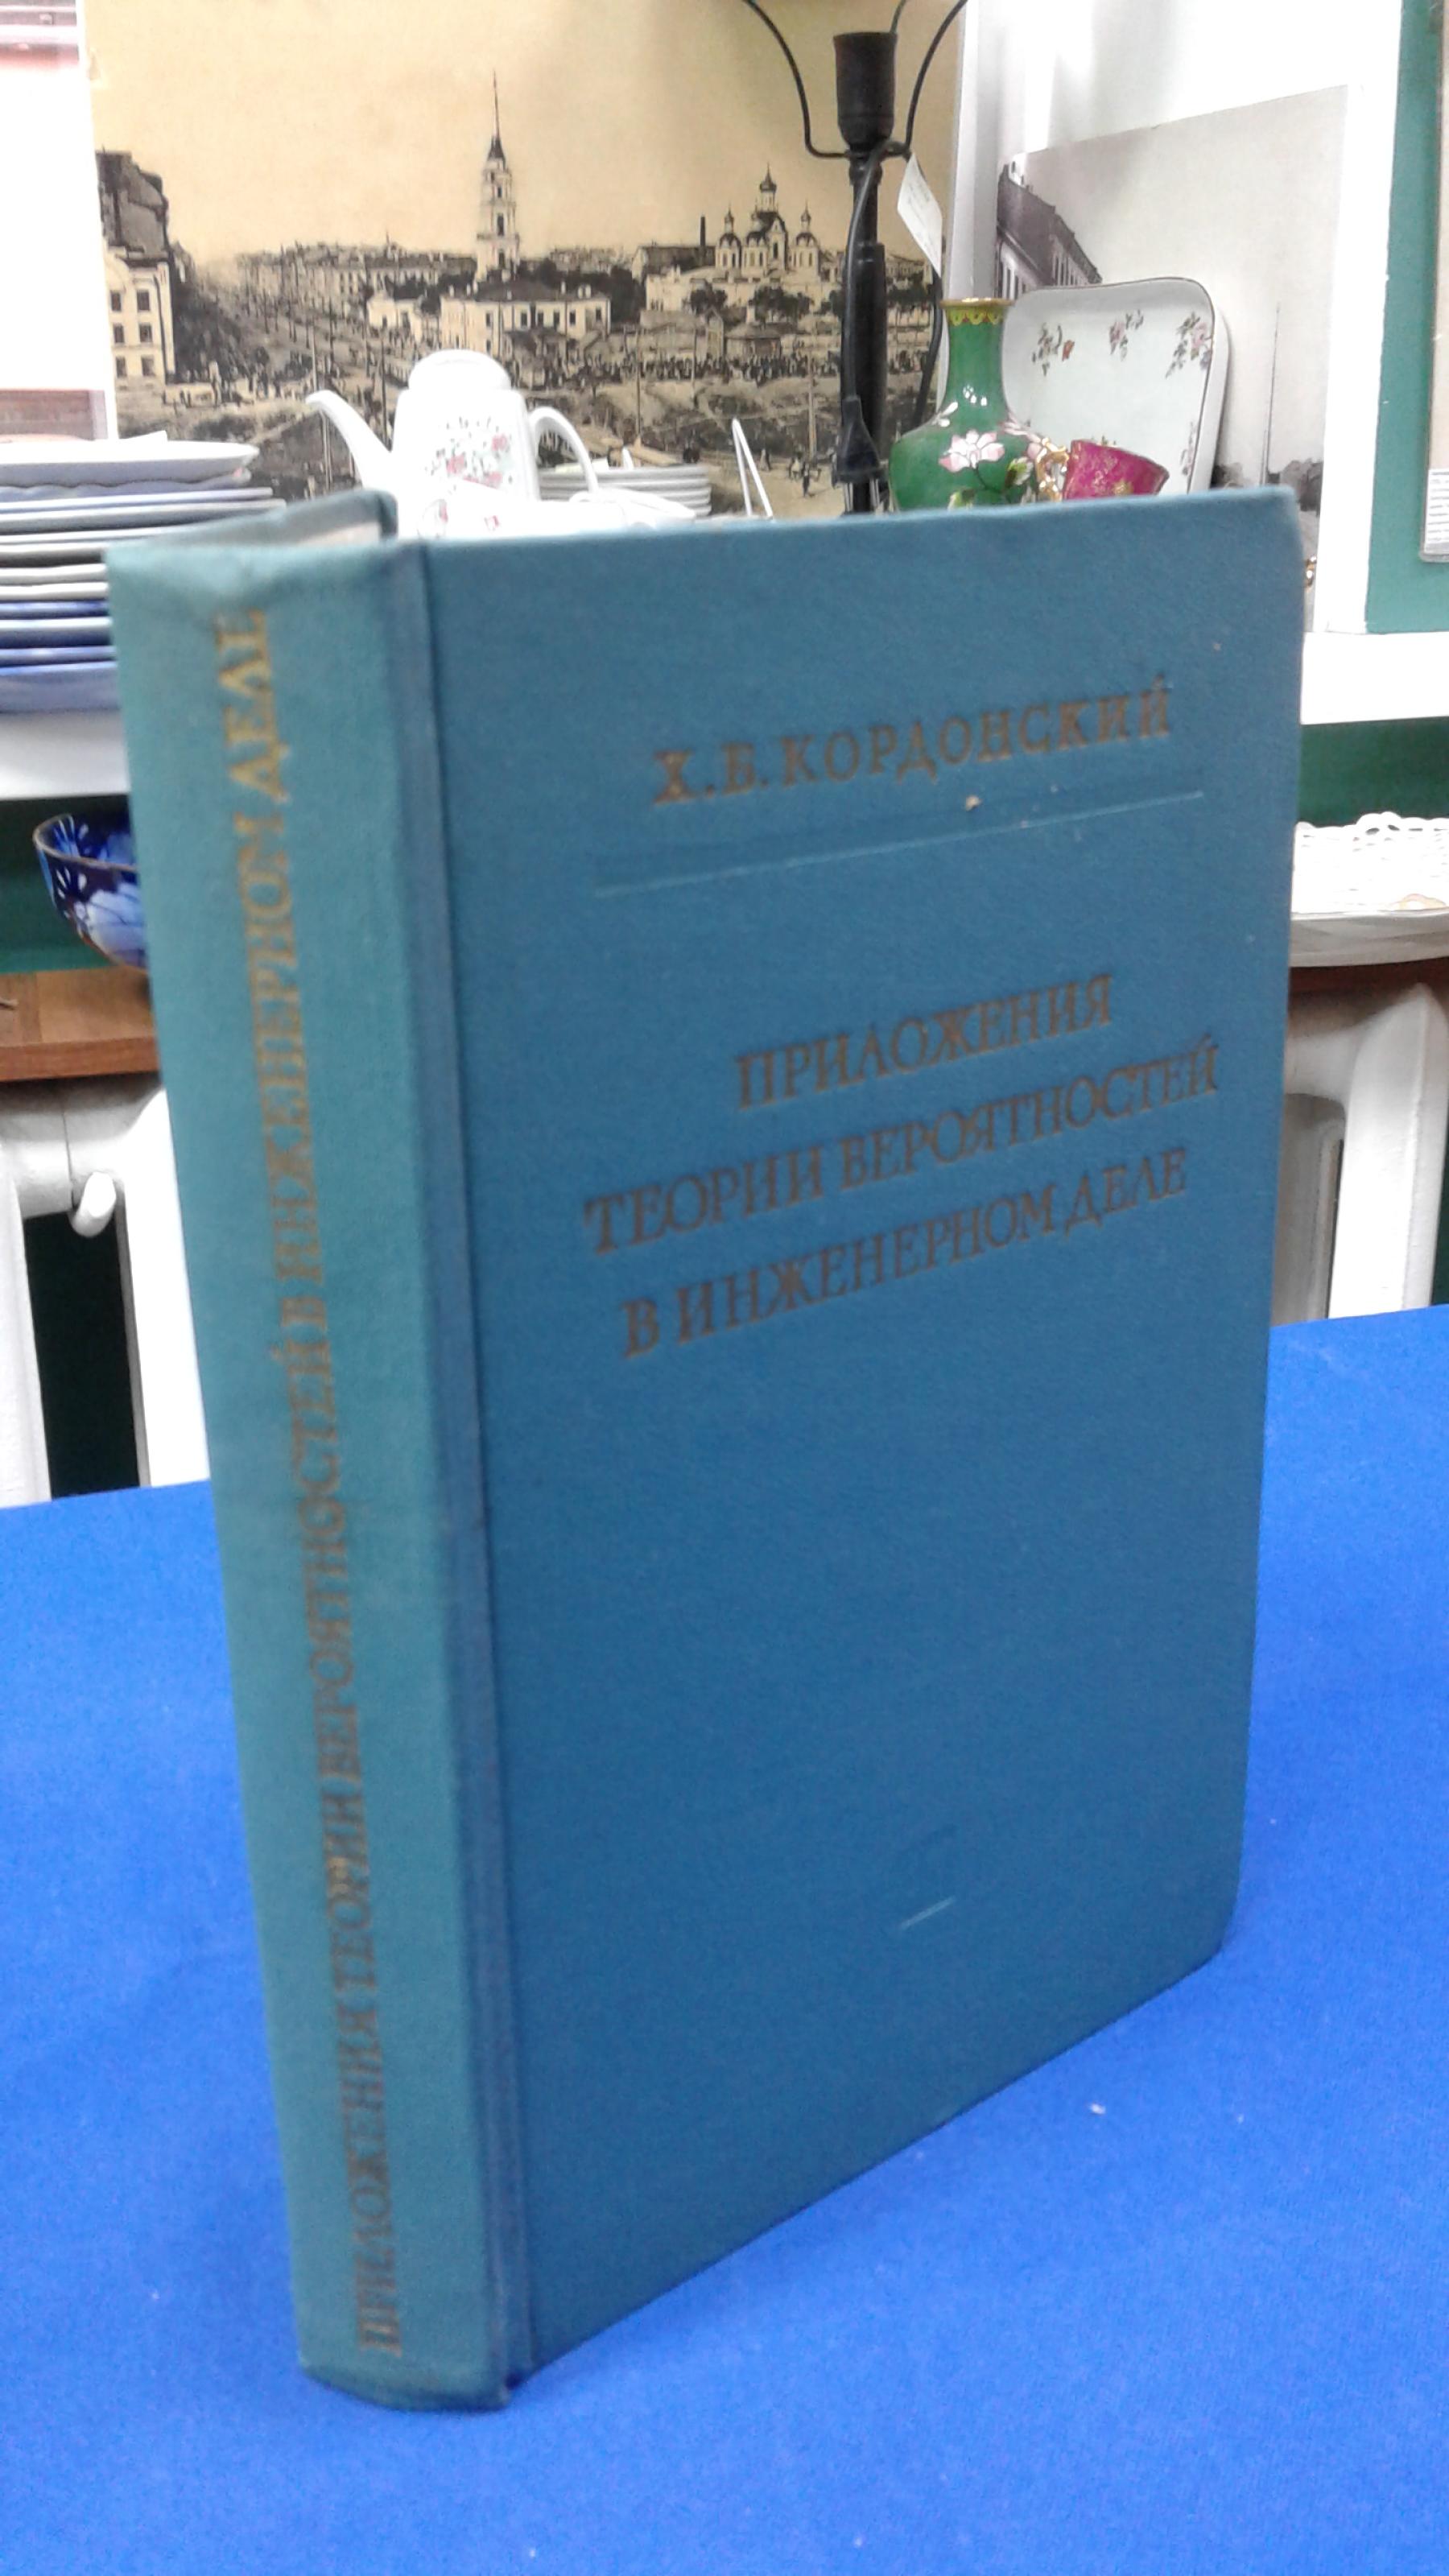 Х.Б.КОРДОНСКИЙ
ПРИЛОЖЕНИЯ
ТЕОРИИ ВЕРОЯТНОСТЕЙ
В ИНЖЕНЕРНОМ ДЕЛЕ
ПРИЛОЖЕНИЯ ТЕОРИИ ВЕРОЯТНОСТЕЙ В ИНЖЕНЕРНОМ ДЕЛЕ